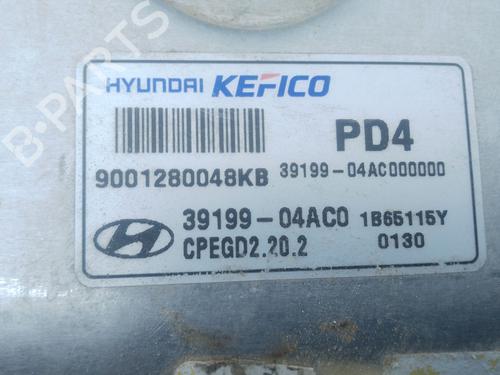 HYUNDAI KEFICO
PD4
9001280048KB
39199-04AC000000
39199-04AC0
1B65115Y
CPEGD2.20.2
0130
B-PARTS